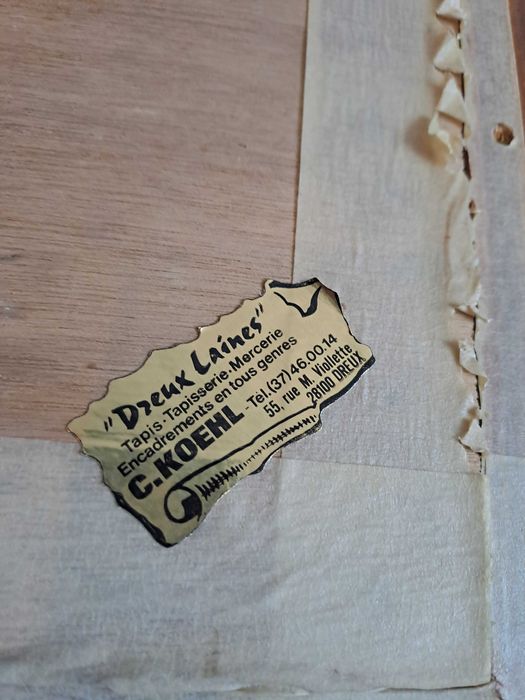 "Dreux Laines"
Tapis-Tapisserie-Mercerie
Encadrements en tous genres
C.KOEHL - Tél.(37)46.00.14
55, rue M. Viollette
28100 DREUX